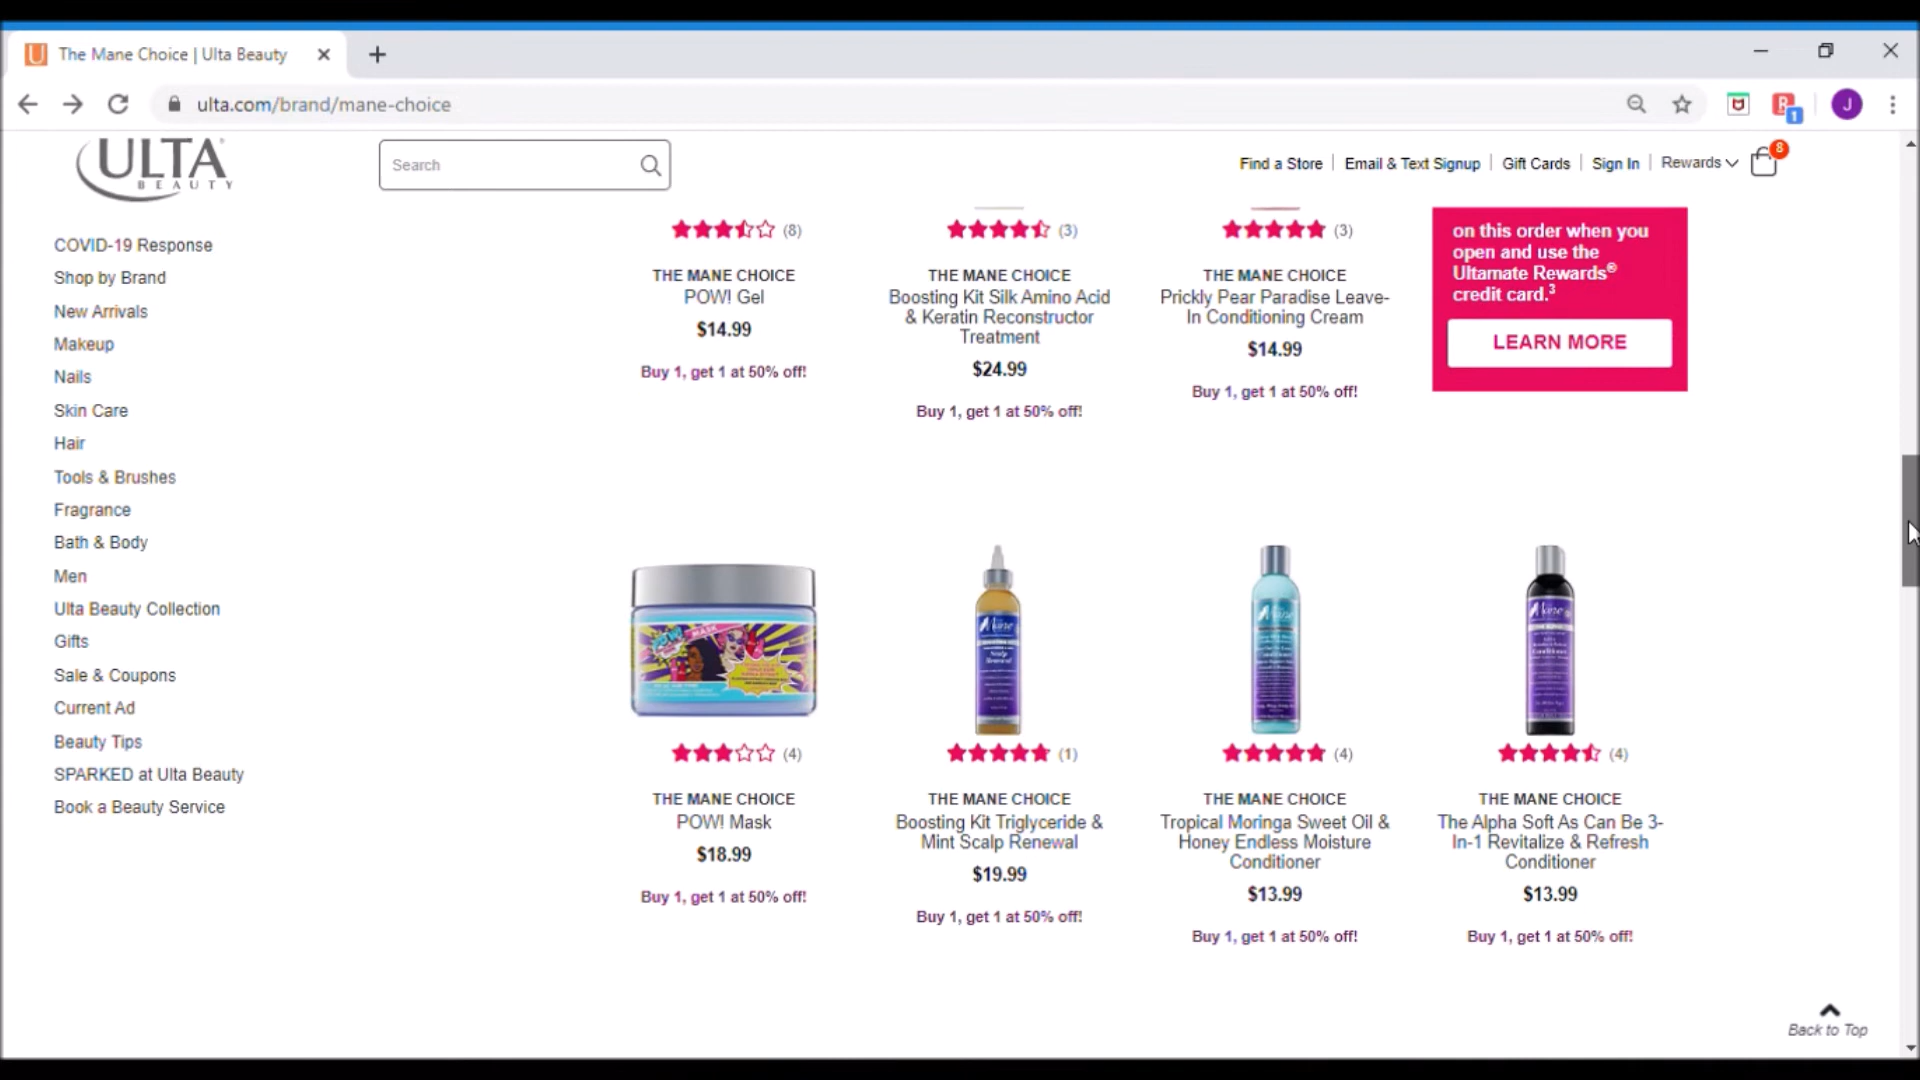 The Mane Choice | Ulta Beauty
ulta.com/brand/mane-choice
J
1
ULTA
BEAUTY
Search
Find a Store
Email & Text Signup
Gift Cards
Sign In
Rewards
8
COVID-19 Response
Shop by Brand
New Arrivals
Makeup
Nails
Skin Care
Hair
Tools & Brushes
Fragrance
Bath & Body
Men
Ulta Beauty Collection
Gifts
Sale & Coupons
Current Ad
Beauty Tips
SPARKED at Ulta Beauty
Book a Beauty Service
(8)
THE MANE CHOICE
POW! Gel
$14.99
Buy 1, get 1 at 50% off!
(3)
THE MANE CHOICE
Boosting Kit Silk Amino Acid
& Keratin Reconstructor
Treatment
$24.99
Buy 1, get 1 at 50% off!
(3)
THE MANE CHOICE
Prickly Pear Paradise Leave-
In Conditioning Cream
$14.99
Buy 1, get 1 at 50% off!
on this order when you
open and use the
Ultamate Rewards®
credit card.3
LEARN MORE
POW!
MASK
(4)
THE MANE CHOICE
POW! Mask
$18.99
Buy 1, get 1 at 50% off!
Mane
Scalp
Renewal
(1)
THE MANE CHOICE
Boosting Kit Triglyceride &
Mint Scalp Renewal
$19.99
Buy 1, get 1 at 50% off!
Mane
(4)
THE MANE CHOICE
Tropical Moringa Sweet Oil &
Honey Endless Moisture
Conditioner
$13.99
Buy 1, get 1 at 50% off!
Mane
Conditioner
(4)
THE MANE CHOICE
The Alpha Soft As Can Be 3-
In-1 Revitalize & Refresh
Conditioner
$13.99
Buy 1, get 1 at 50% off!
Back to Top